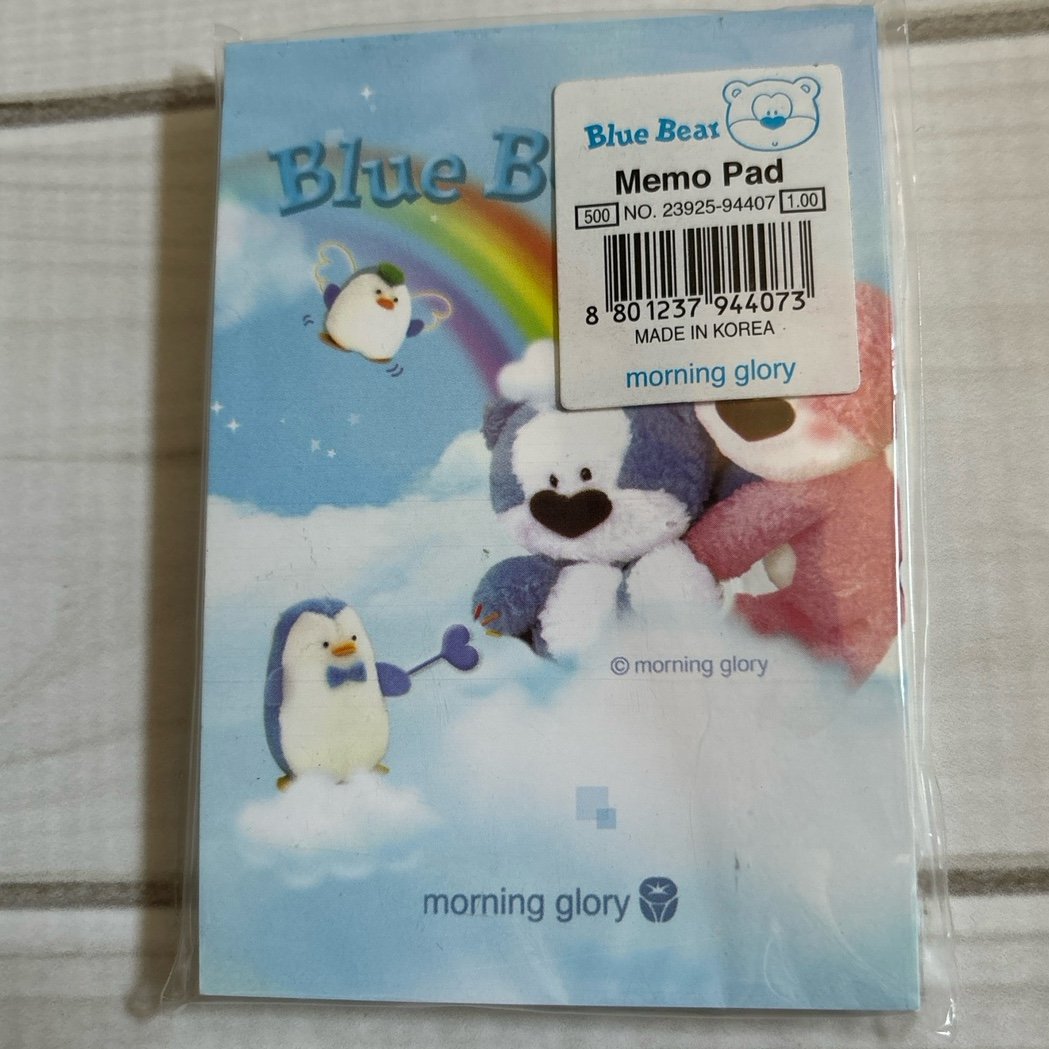 Blue B
Blue Bear
Memo Pad
500 NO. 23925-94407 1.00
8 801237 944073
MADE IN KOREA
morning glory
© morning glory
morning glory